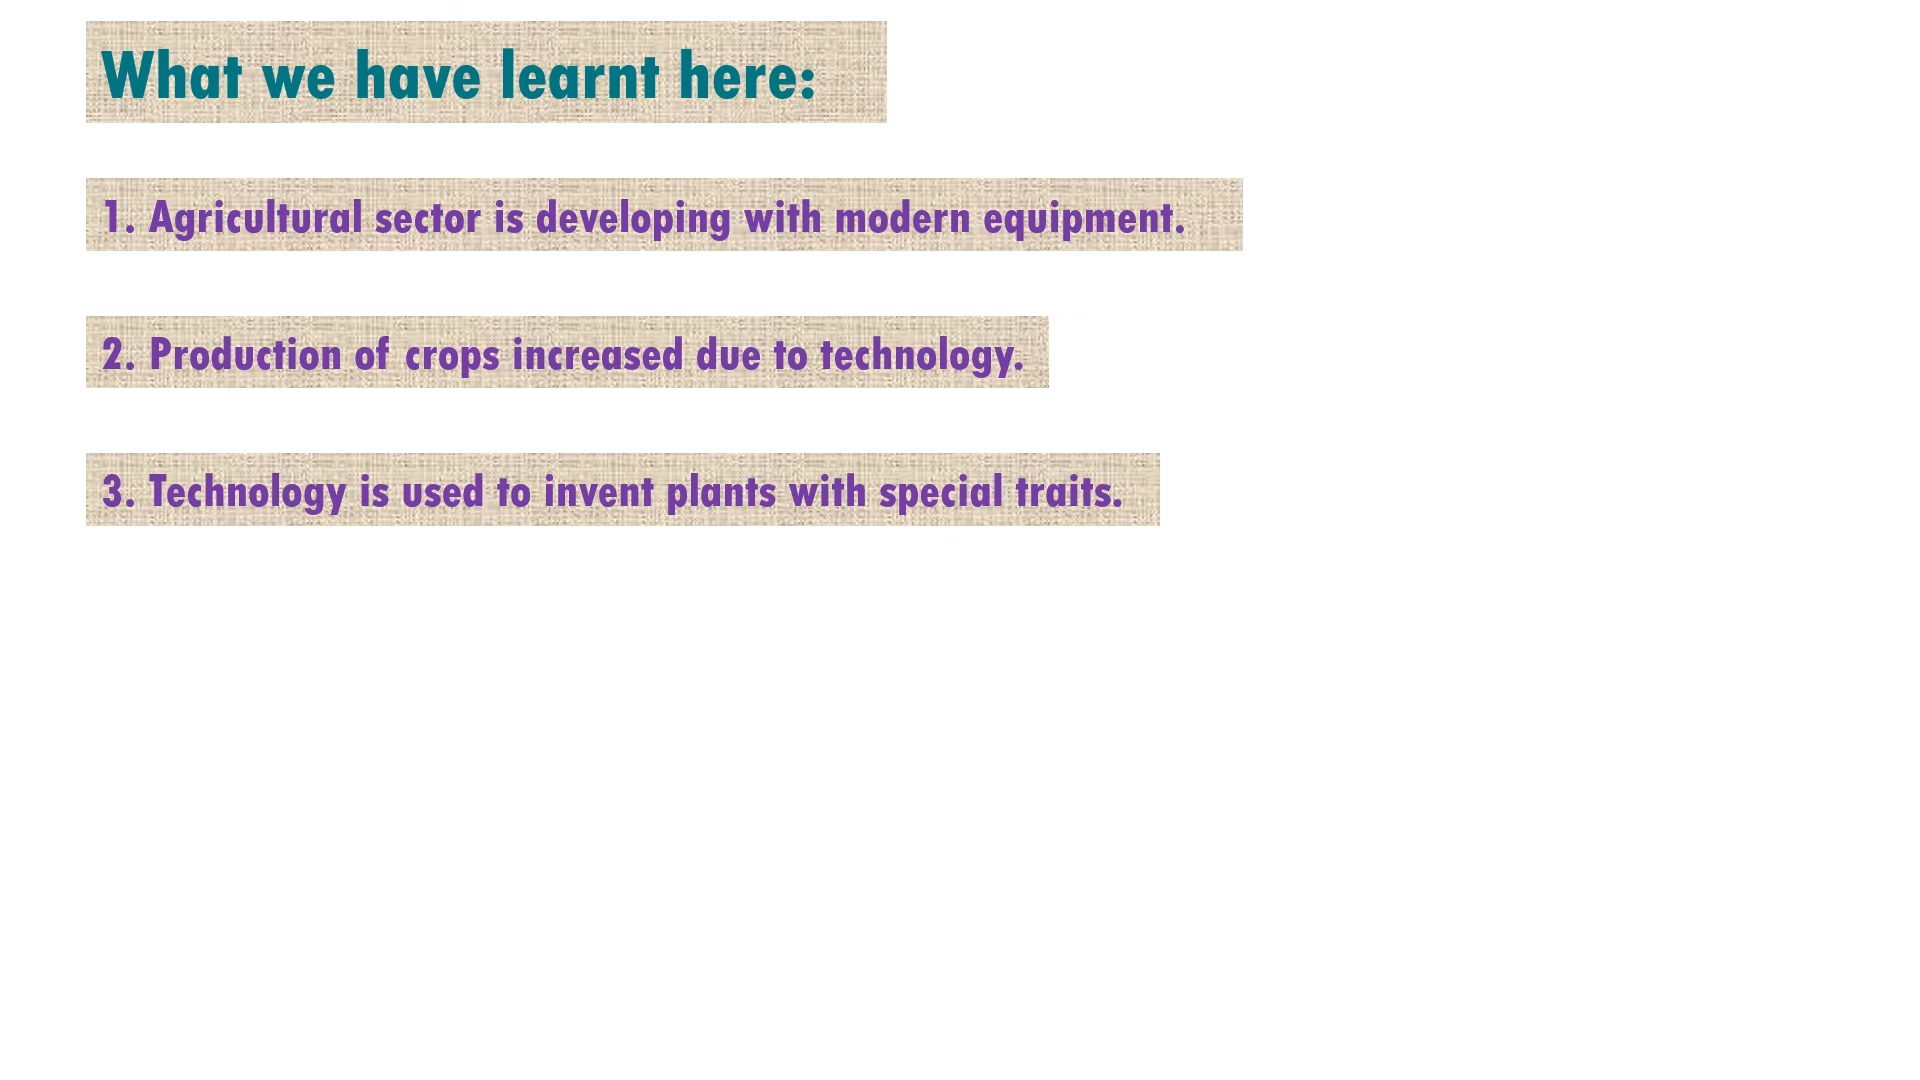 What we have learnt here:
1. Agricultural sector is developing with modern equipment.
2. Production of crops increased due to technology.
3. Technology is used to invent plants with special traits.